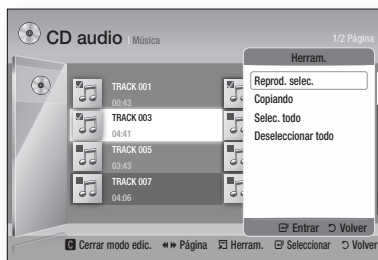 CD audio | Música
1/2 Página
Herram.
Reprod. selec.
Copiando
Selec. todo
Deseleccionar todo
TRACK 001
00:43
TRACK 003
04:41
TRACK 005
03:43
TRACK 007
04:06
Entrar Volver
C Cerrar modo edic. Página Herram. Seleccionar Volver